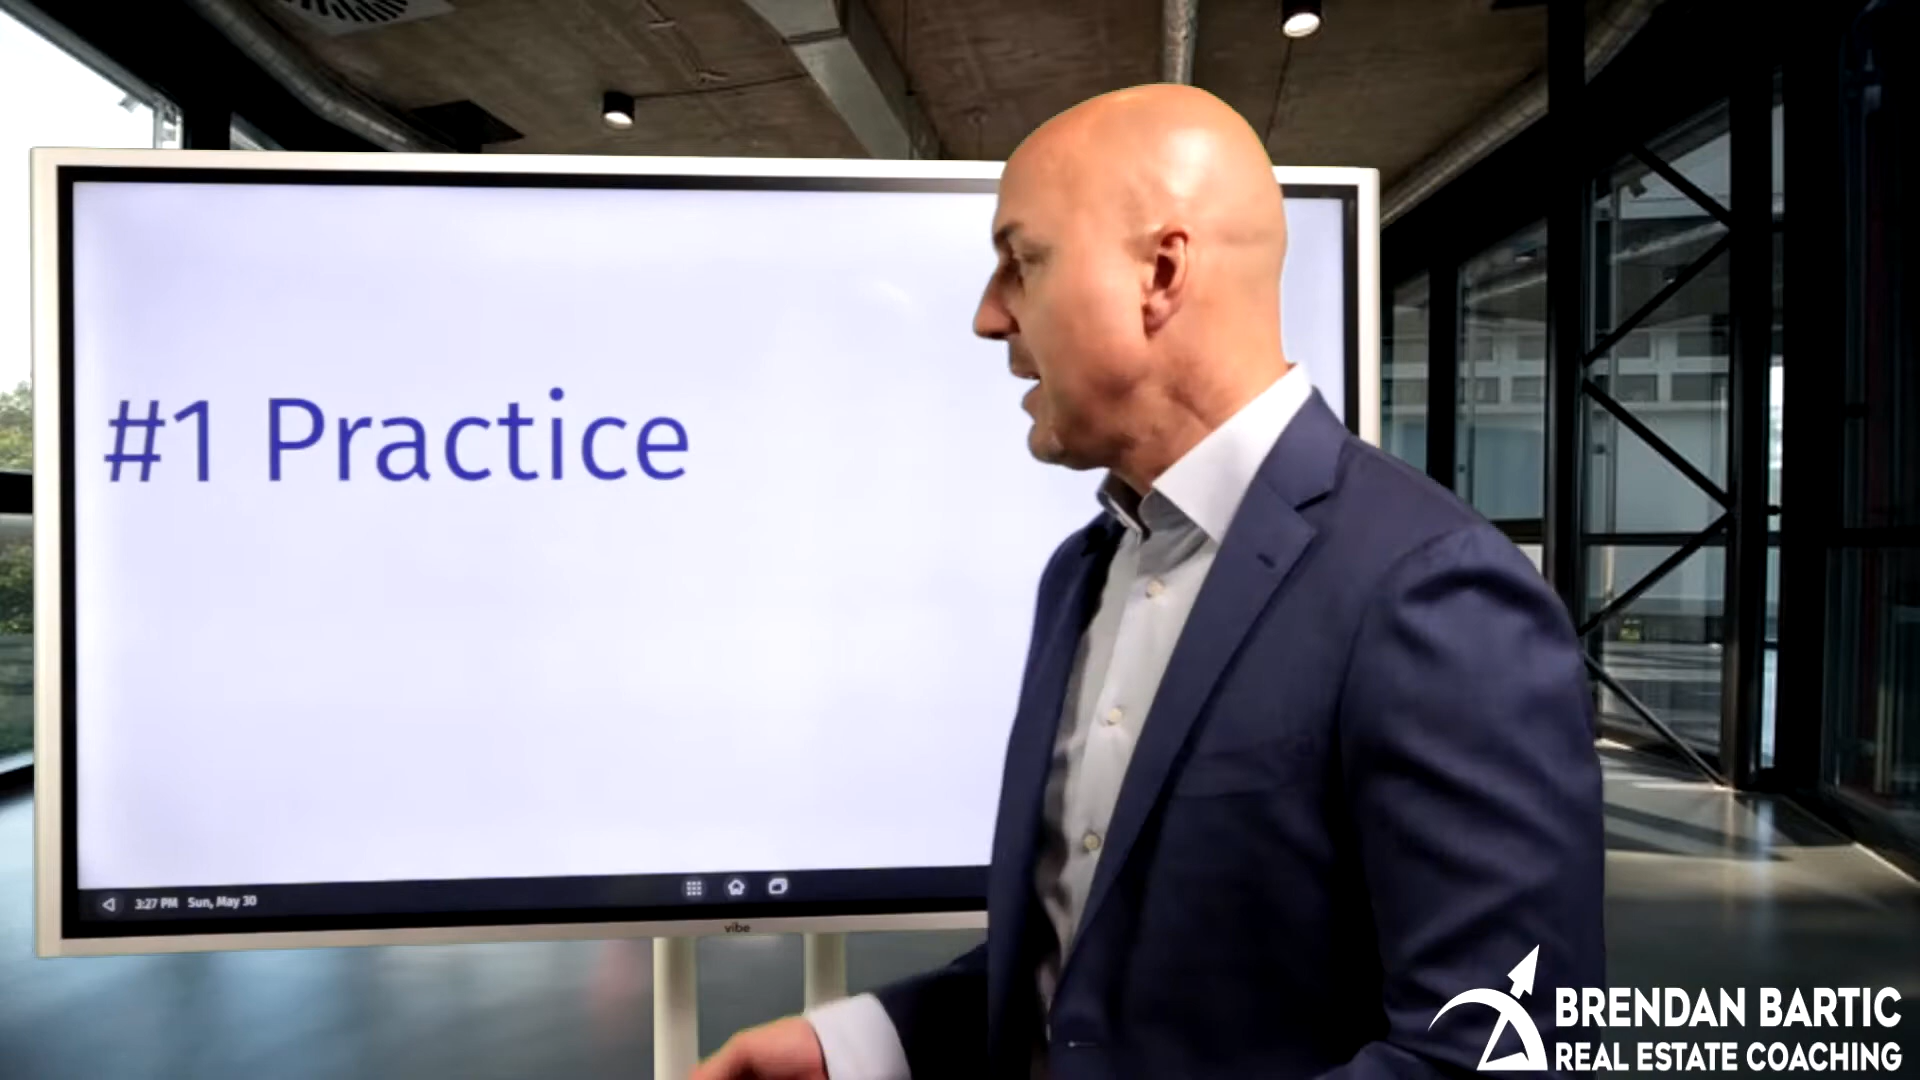 #1 Practice
3:27 PM Sun, May 30
vibe
BRENDAN BARTIC
REAL ESTATE COACHING